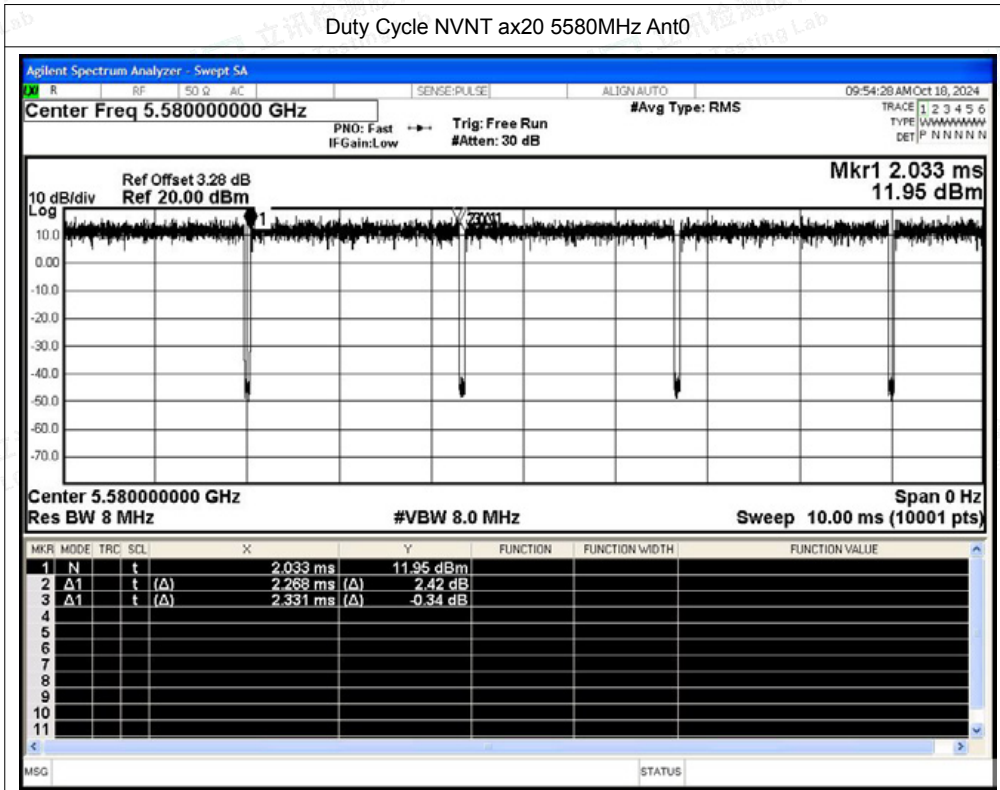 Duty Cycle NVNT ax20 5580MHz Ant0
Agilent Spectrum Analyzer - Swept SA
R RF 50 Ω AC SENSE:PULSE ALIGN AUTO 09:54:28 AM Oct 18, 2024
Center Freq 5.580000000 GHz #Avg Type: RMS TRACE 1 2 3 4 5 6
PNO: Fast Trig: Free Run TYPE WWWWWW
IFGain:Low #Atten: 30 dB DET P N N N N N
Mkr1 2.033 ms
Ref Offset 3.28 dB
10 dB/div Ref 20.00 dBm 11.95 dBm
Log
1
10.0
0.00
-10.0
-20.0
-30.0
-40.0
-50.0
-60.0
-70.0
Center 5.580000000 GHz Span 0 Hz
Res BW 8 MHz #VBW 8.0 MHz Sweep 10.00 ms (10001 pts)
MKR MODE TRC SCL X Y FUNCTION FUNCTION WIDTH FUNCTION VALUE
1 N t 2.033 ms 11.95 dBm
2 Δ1 t (Δ) 2.268 ms (Δ) 2.42 dB
3 Δ1 t (Δ) 2.331 ms (Δ) -0.34 dB
4
5
6
7
8
9
10
11
MSG STATUS